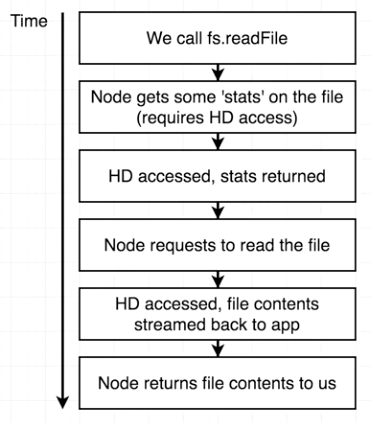 Time
We call fs.readFile
Node gets some 'stats' on the file
(requires HD access)
HD accessed, stats returned
Node requests to read the file
HD accessed, file contents
streamed back to app
Node returns file contents to us